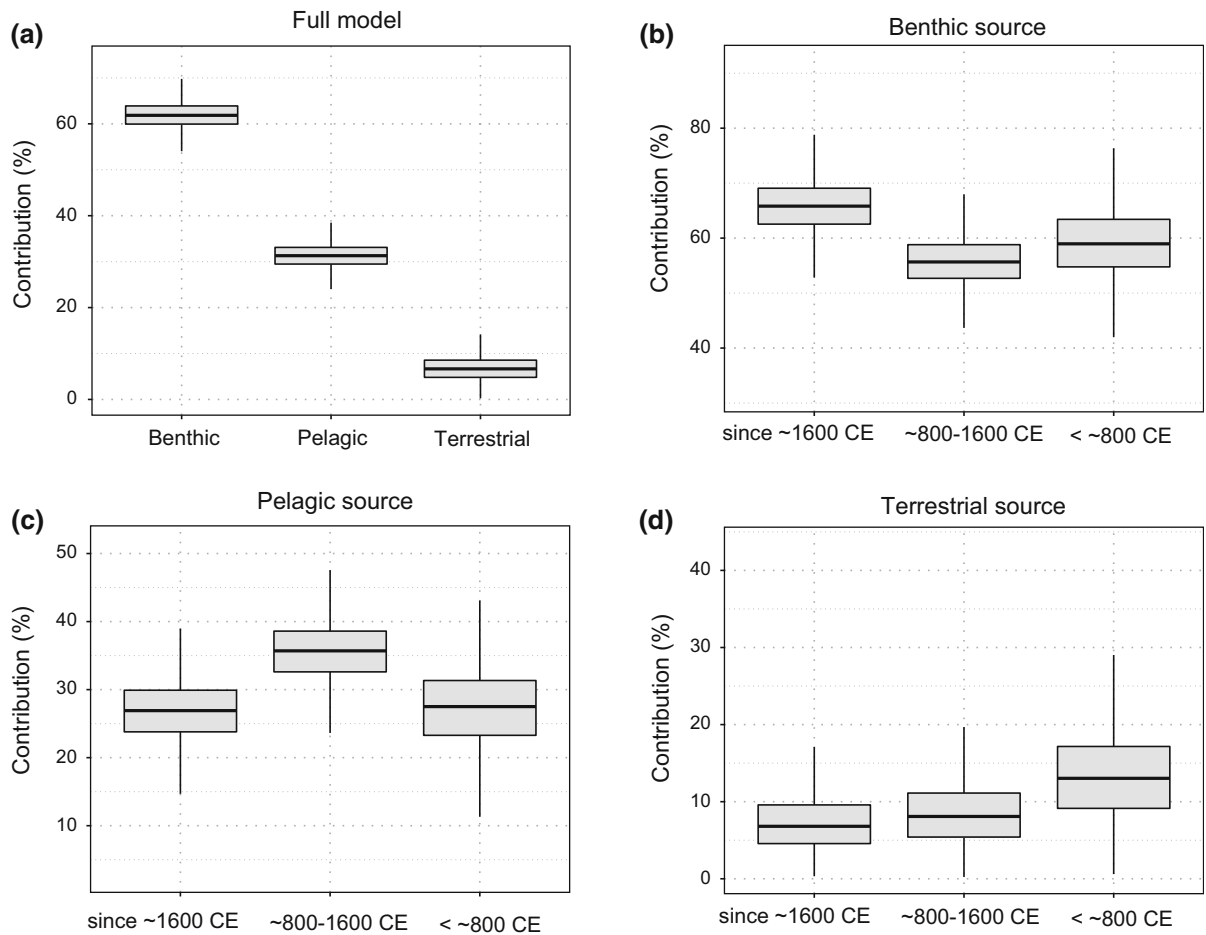 (a)
Full model
Contribution (%)
60
40
20
0
Benthic
Pelagic
Terrestrial
(b)
Benthic source
Contribution (%)
80
60
40
since ~1600 CE
~800-1600 CE
< ~800 CE
(c)
Pelagic source
Contribution (%)
50
40
30
20
10
since ~1600 CE
~800-1600 CE
< ~800 CE
(d)
Terrestrial source
Contribution (%)
40
30
20
10
0
since ~1600 CE
~800-1600 CE
< ~800 CE